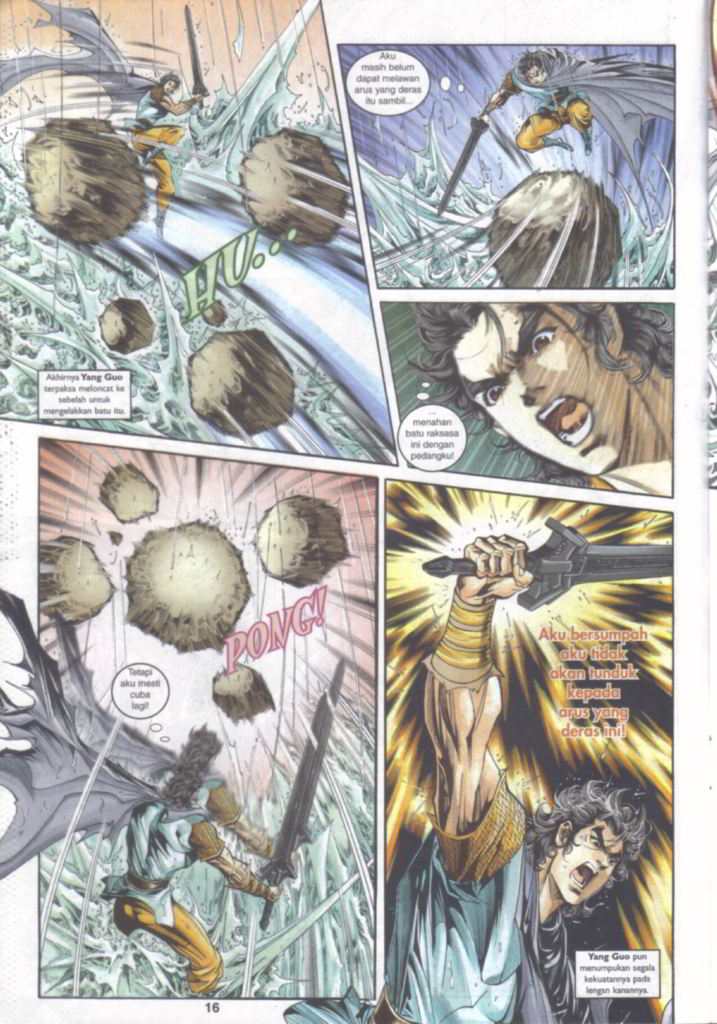 HU...
Akhirnya Yang Guo
terpaksa meloncat ke
sebelah untuk
mengelakkan batu itu.
Aku
masih belum
dapat melawan
arus yang deras
itu sambil...
...
menahan
batu raksasa
ini dengan
pedangku!
PONG!
Tetapi
aku mesti
cuba
lagi!
Aku bersumpah
aku tidak
akan tunduk
kepada
arus yang
deras ini!
Yang Guo pun
menumpukan segala
kekuatannya pada
lengan kanannya.
16